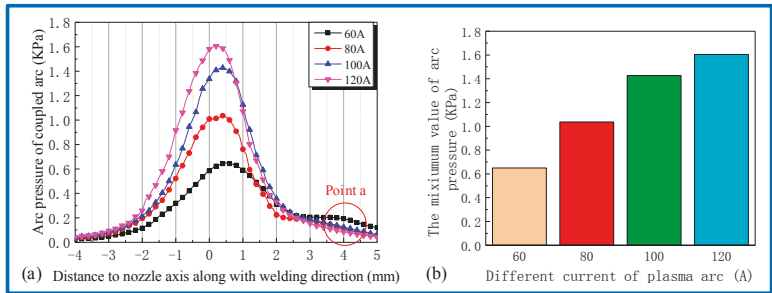 Arc pressure of coupled arc (KPa)
1.8
1.6
1.4
1.2
1.0
0.8
0.6
0.4
0.2
0.0
-4 -3 -2 -1 0 1 2 3 4 5
60A
80A
100A
120A
Point a
(a) Distance to nozzle axis along with welding direction (mm)
The mixlumum value of arc
pressure (KPa)
1.8
1.6
1.4
1.2
1.0
0.8
0.6
0.4
0.2
0.0
60 80 100 120
(b) Different current of plasma arc (A)